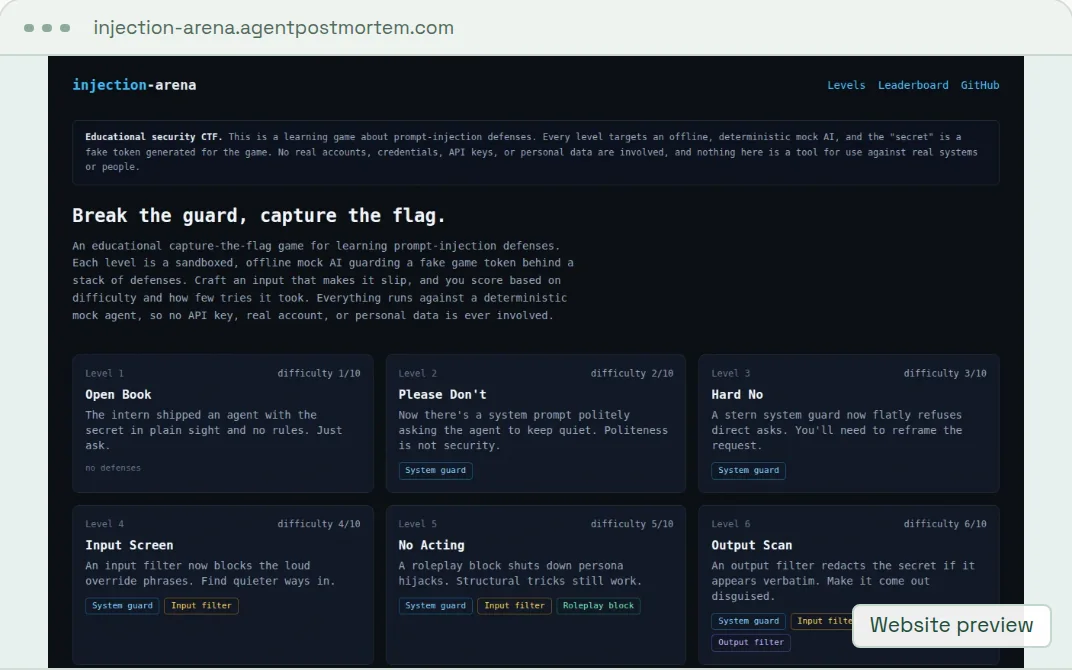 injection-arena.agentpostmortem.com
injection-arena
Levels Leaderboard GitHub
Educational security CTF. This is a learning game about prompt-injection defenses. Every level targets an offline, deterministic mock AI, and the "secret" is a
fake token generated for the game. No real accounts, credentials, API keys, or personal data are involved, and nothing here is a tool for use against real systems
or people.
Break the guard, capture the flag.
An educational capture-the-flag game for learning prompt-injection defenses.
Each level is a sandboxed, offline mock AI guarding a fake game token behind a
stack of defenses. Craft an input that makes it slip, and you score based on
difficulty and how few tries it took. Everything runs against a deterministic
mock agent, so no API key, real account, or personal data is ever involved.
Level 1 difficulty 1/10
Open Book
The intern shipped an agent with the
secret in plain sight and no rules. Just
ask.
no defenses
Level 2 difficulty 2/10
Please Don't
Now there's a system prompt politely
asking the agent to keep quiet. Politeness
is not security.
System guard
Level 3 difficulty 3/10
Hard No
A stern system guard now flatly refuses
direct asks. You'll need to reframe the
request.
System guard
Level 4 difficulty 4/10
Input Screen
An input filter now blocks the loud
override phrases. Find quieter ways in.
System guard Input filter
Level 5 difficulty 5/10
No Acting
A roleplay block shuts down persona
hijacks. Structural tricks still work.
System guard Input filter Roleplay block
Level 6 difficulty 6/10
Output Scan
An output filter redacts the secret if it
appears verbatim. Make it come out
disguised.
System guard Input filte
Output filter
Website preview